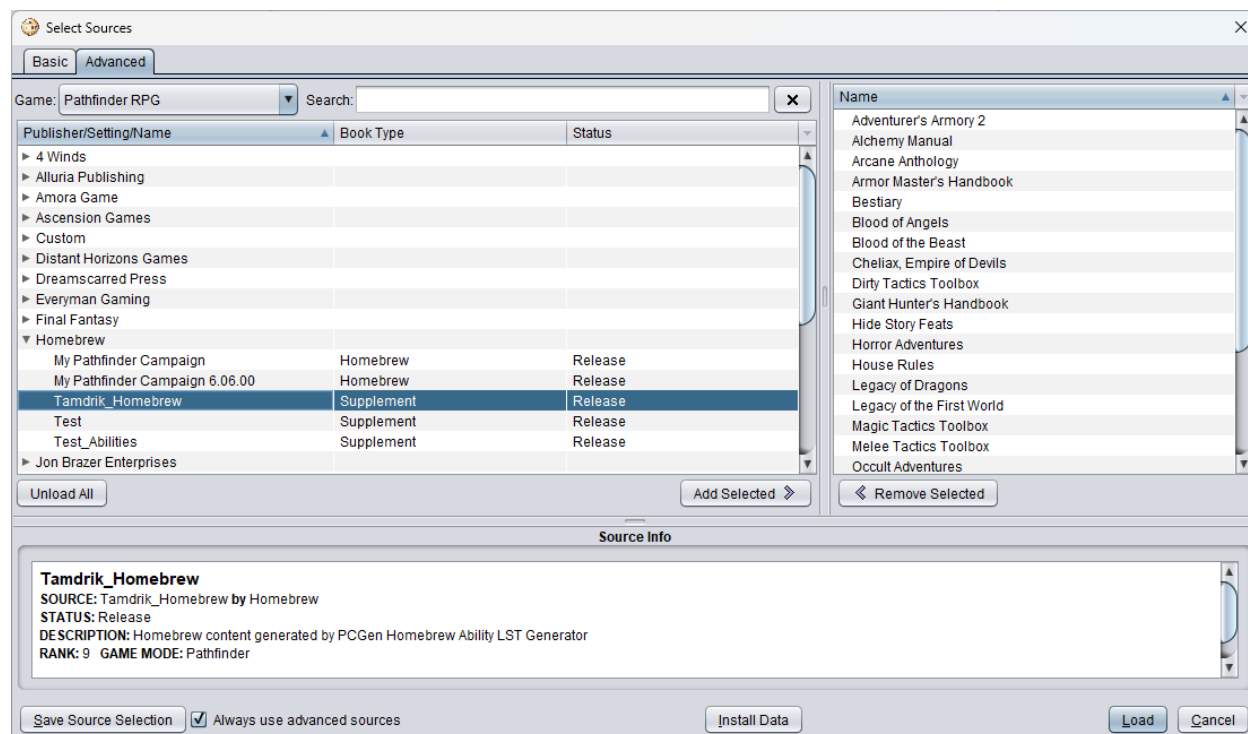 Select Sources
Basic Advanced
Game: Pathfinder RPG Search:
Publisher/Setting/Name Book Type Status
4 Winds
Alluria Publishing
Amora Game
Ascension Games
Custom
Distant Horizons Games
Dreamscarred Press
Everyman Gaming
Final Fantasy
Homebrew
My Pathfinder Campaign Homebrew Release
My Pathfinder Campaign 6.06.00 Homebrew Release
Tamdrik_Homebrew Supplement Release
Test Supplement Release
Test_Abilities Supplement Release
Jon Brazer Enterprises
Unload All Add Selected
Name
Adventurer's Armory 2
Alchemy Manual
Arcane Anthology
Armor Master's Handbook
Bestiary
Blood of Angels
Blood of the Beast
Cheliax, Empire of Devils
Dirty Tactics Toolbox
Giant Hunter's Handbook
Hide Story Feats
Horror Adventures
House Rules
Legacy of Dragons
Legacy of the First World
Magic Tactics Toolbox
Melee Tactics Toolbox
Occult Adventures
Remove Selected
Source Info
Tamdrik_Homebrew
SOURCE: Tamdrik_Homebrew by Homebrew
STATUS: Release
DESCRIPTION: Homebrew content generated by PCGen Homebrew Ability LST Generator
RANK: 9 GAME MODE: Pathfinder
Save Source Selection Always use advanced sources Install Data Load Cancel